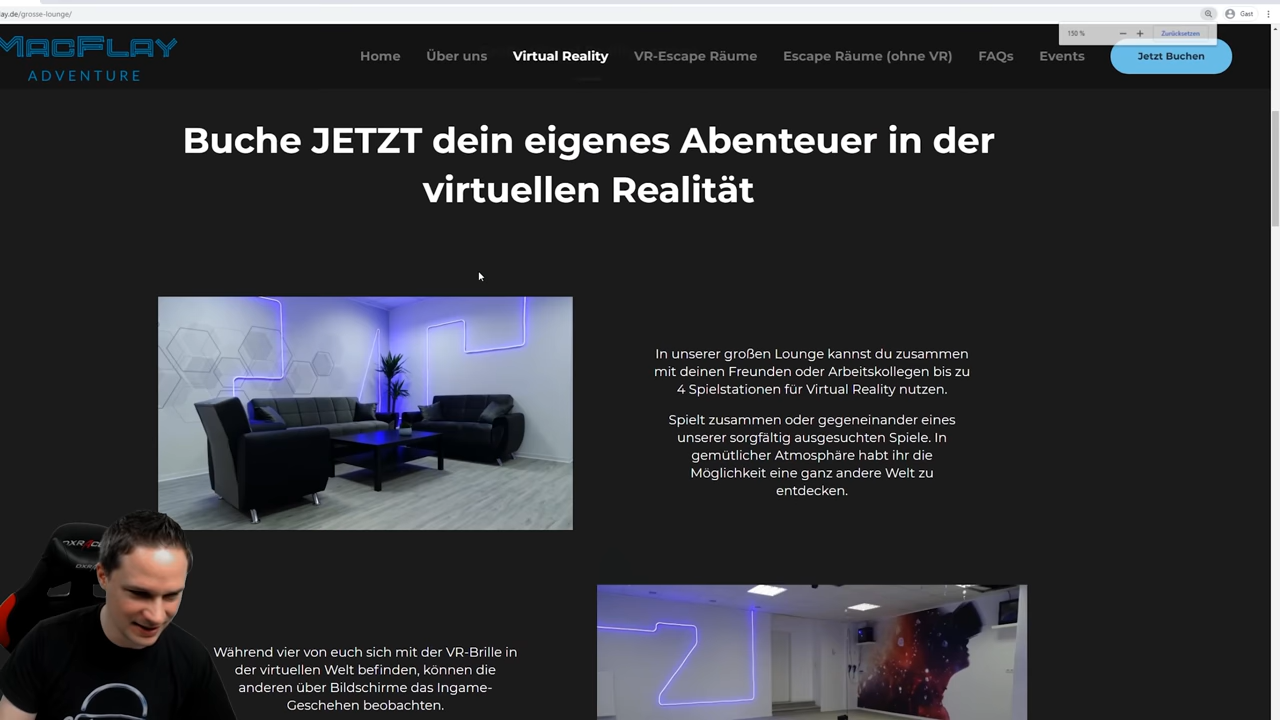 lay.de/grosse-lounge/
Gast
150 %
Zurücksetzen
MACFLAY
ADVENTURE
Home
Über uns
Virtual Reality
VR-Escape Räume
Escape Räume (ohne VR)
FAQs
Events
Jetzt Buchen
Buche JETZT dein eigenes Abenteuer in der
virtuellen Realität
In unserer großen Lounge kannst du zusammen
mit deinen Freunden oder Arbeitskollegen bis zu
4 Spielstationen für Virtual Reality nutzen.
Spielt zusammen oder gegeneinander eines
unserer sorgfältig ausgesuchten Spiele. In
gemütlicher Atmosphäre habt ihr die
Möglichkeit eine ganz andere Welt zu
entdecken.
Während vier von euch sich mit der VR-Brille in
der virtuellen Welt befinden, können die
anderen über Bildschirme das Ingame-
Geschehen beobachten.
DXRACER